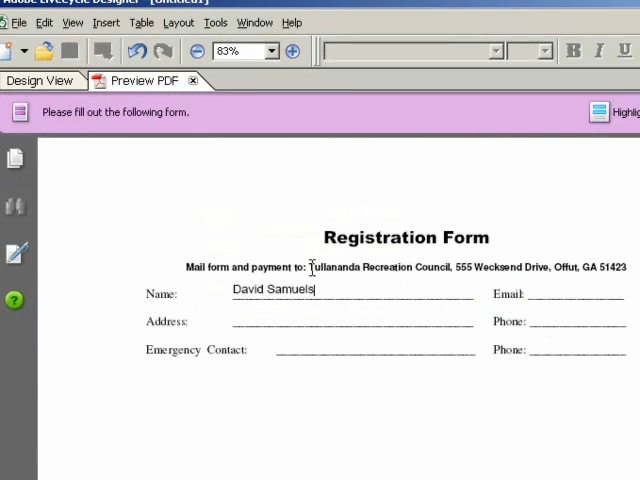 Adobe LiveCycle Designer - [Untitled1]
File Edit View Insert Table Layout Tools Window Help
83% B I U
Design View Preview PDF
Please fill out the following form.
Registration Form
Mail form and payment to: Tullananda Recreation Council, 555 Wecksend Drive, Offut, GA 51423
Name: David Samuels Email:
Address: Phone:
Emergency Contact: Phone: